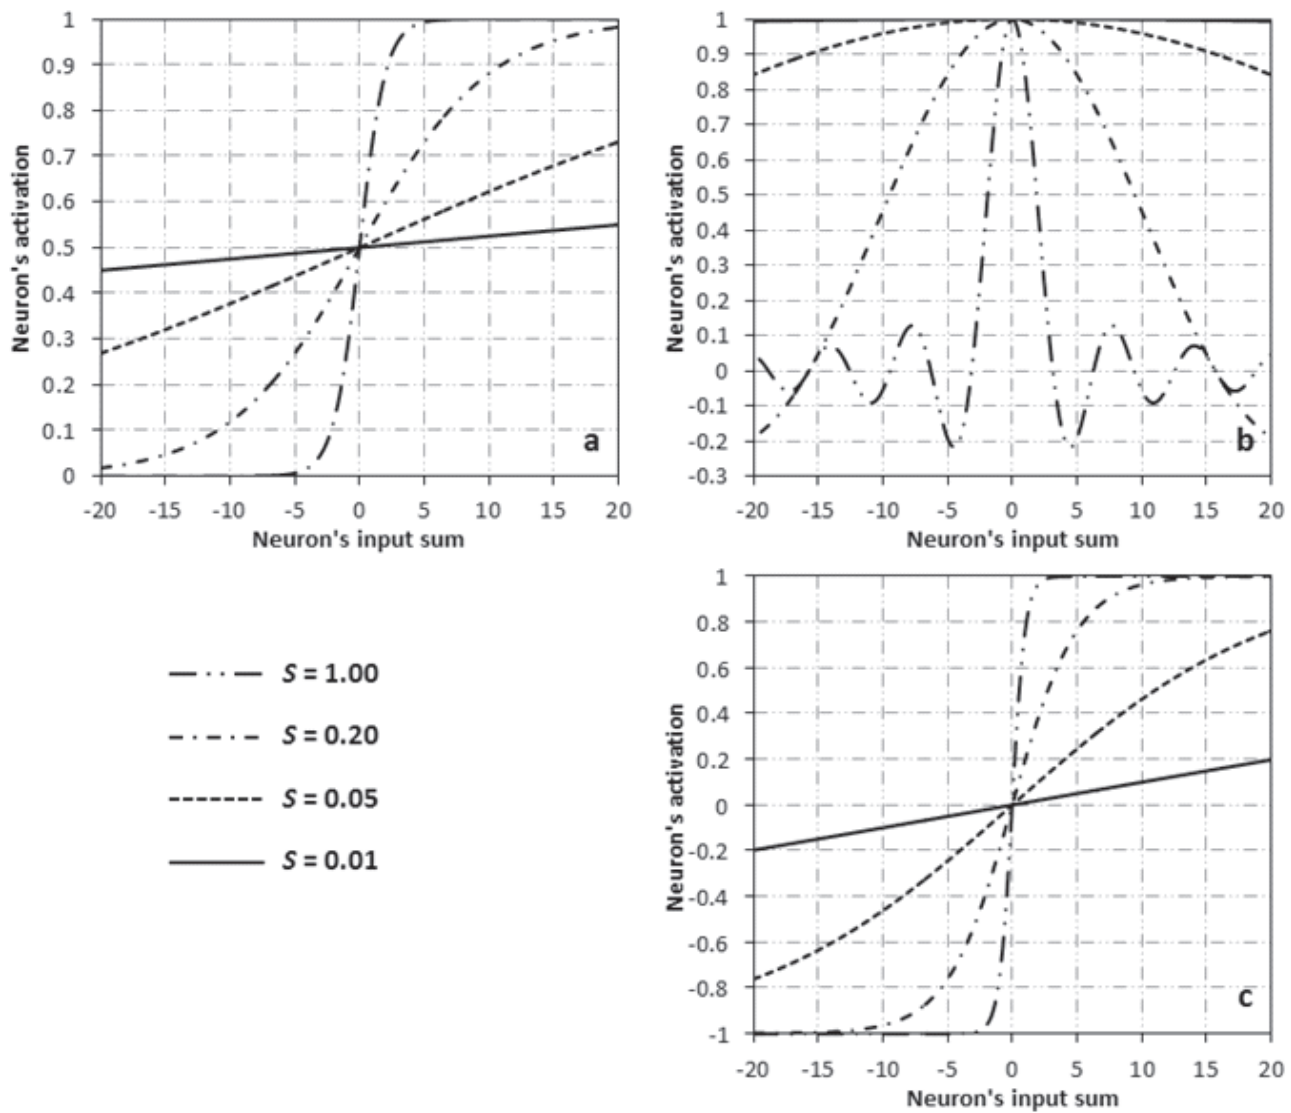 Neuron's activation
1
0.9
0.8
0.7
0.6
0.5
0.4
0.3
0.2
0.1
0
a
-20 -15 -10 -5 0 5 10 15 20
Neuron's input sum
Neuron's activation
1
0.9
0.8
0.7
0.6
0.5
0.4
0.3
0.2
0.1
0
-0.1
-0.2
-0.3
b
-20 -15 -10 -5 0 5 10 15 20
Neuron's input sum
S = 1.00
S = 0.20
S = 0.05
S = 0.01
Neuron's activation
1
0.8
0.6
0.4
0.2
0
-0.2
-0.4
-0.6
-0.8
-1
c
-20 -15 -10 -5 0 5 10 15 20
Neuron's input sum